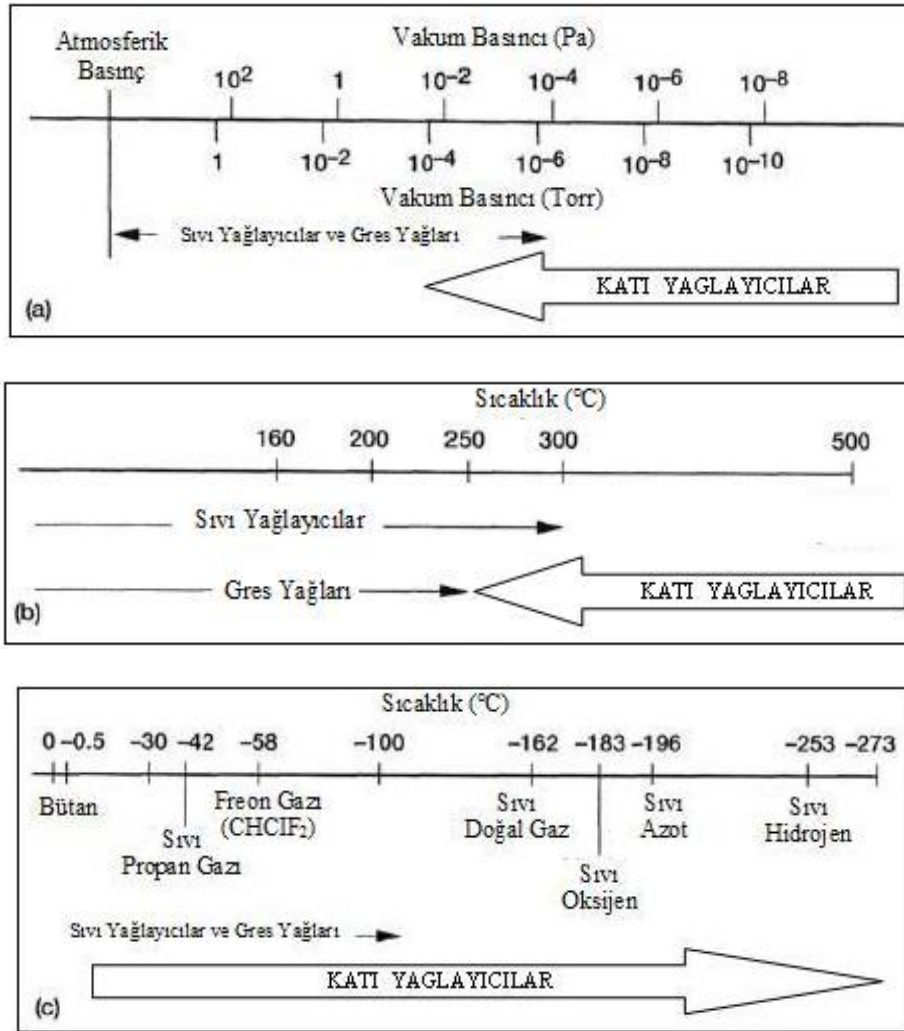 Atmosferik
Basınç
Vakum Basıncı (Pa)
10² 1 10⁻² 10⁻⁴ 10⁻⁶ 10⁻⁸
1 10⁻² 10⁻⁴ 10⁻⁶ 10⁻⁸ 10⁻¹⁰
Vakum Basıncı (Torr)
Sıvı Yağlayıcılar ve Gres Yağları
KATI YAGLAYICILAR
(a)
Sıcaklık (°C)
160 200 250 300 500
Sıvı Yağlayıcılar
Gres Yağları
KATI YAGLAYICILAR
(b)
Sıcaklık (°C)
0 –0.5 –30 –42 –58 –100 –162 –183 –196 –253 –273
Bütan
Sıvı
Propan Gazı
Freon Gazı
(CHCIF₂)
Sıvı
Doğal Gaz
Sıvı
Oksijen
Sıvı
Azot
Sıvı
Hidrojen
Sıvı Yağlayıcılar ve Gres Yağları
KATI YAGLAYICILAR
(c)